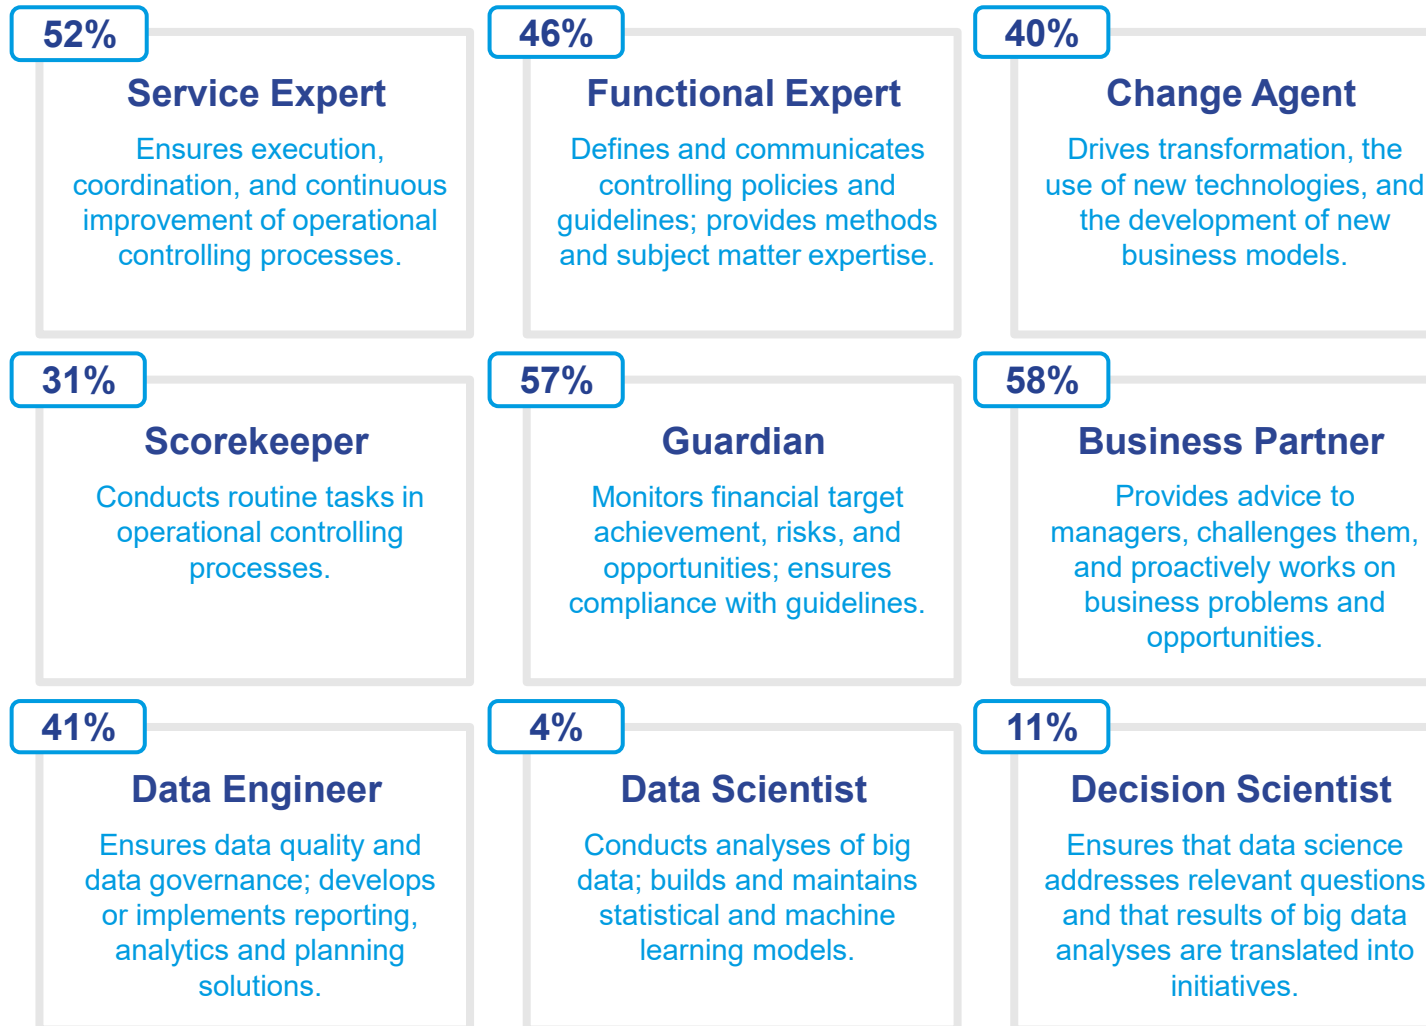 52%
Service Expert
Ensures execution,
coordination, and continuous
improvement of operational
controlling processes.
46%
Functional Expert
Defines and communicates
controlling policies and
guidelines; provides methods
and subject matter expertise.
40%
Change Agent
Drives transformation, the
use of new technologies, and
the development of new
business models.
31%
Scorekeeper
Conducts routine tasks in
operational controlling
processes.
57%
Guardian
Monitors financial target
achievement, risks, and
opportunities; ensures
compliance with guidelines.
58%
Business Partner
Provides advice to
managers, challenges them,
and proactively works on
business problems and
opportunities.
41%
Data Engineer
Ensures data quality and
data governance; develops
or implements reporting,
analytics and planning
solutions.
4%
Data Scientist
Conducts analyses of big
data; builds and maintains
statistical and machine
learning models.
11%
Decision Scientist
Ensures that data science
addresses relevant questions
and that results of big data
analyses are translated into
initiatives.